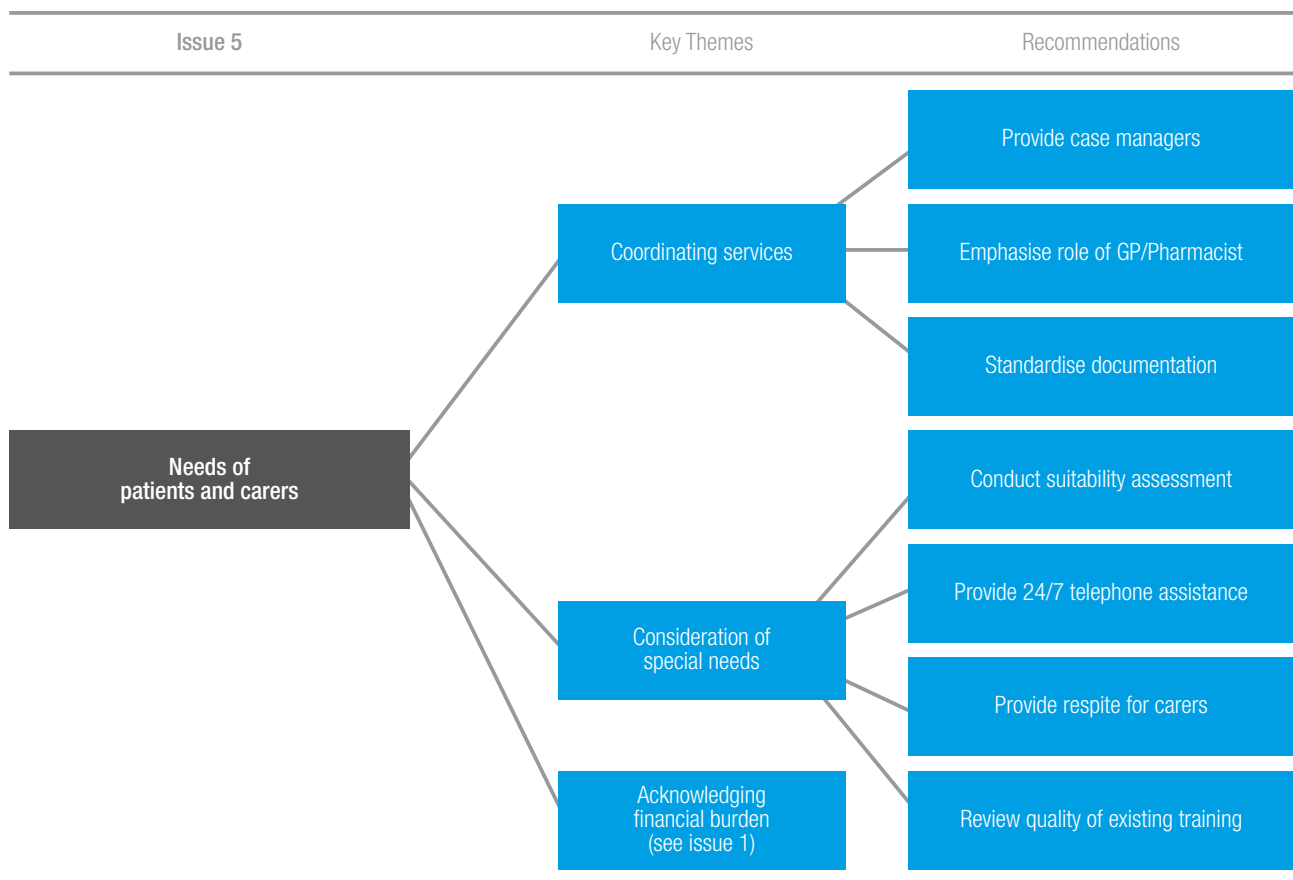 Issue 5
Key Themes
Recommendations
Provide case managers
Coordinating services
Emphasise role of GP/Pharmacist
Standardise documentation
Needs of
patients and carers
Conduct suitability assessment
Provide 24/7 telephone assistance
Consideration of
special needs
Provide respite for carers
Acknowledging
financial burden
(see issue 1)
Review quality of existing training